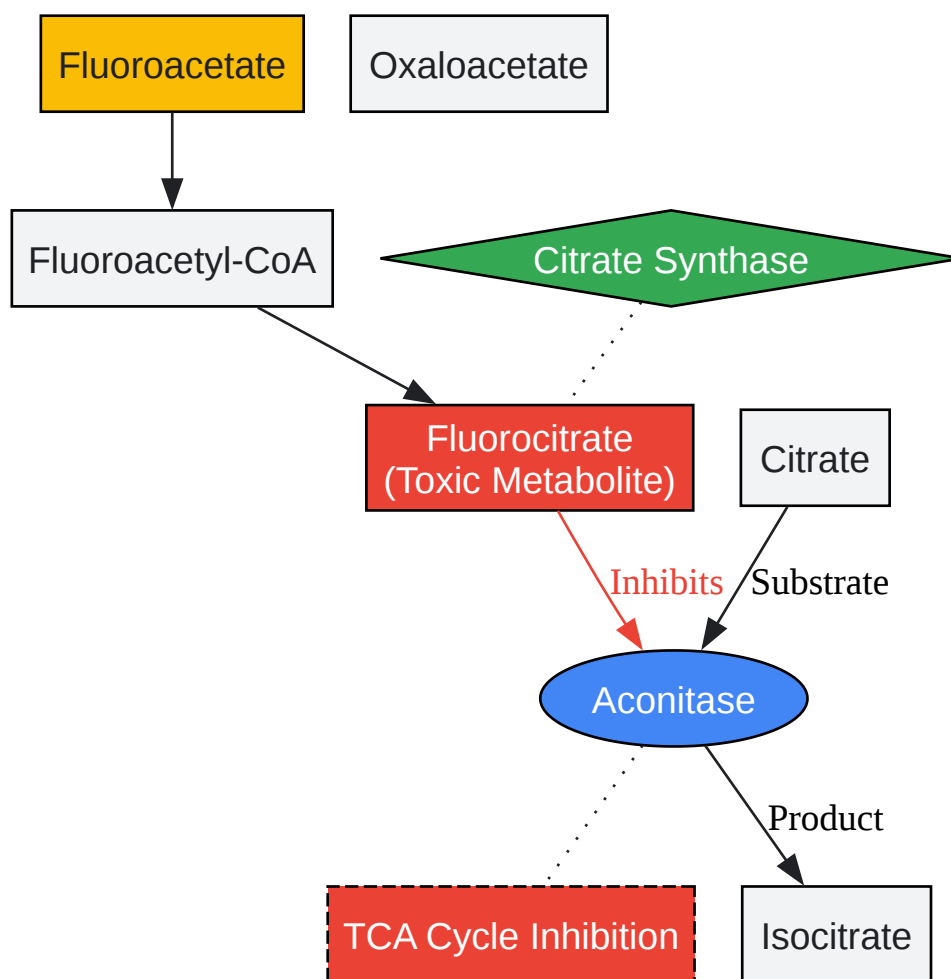 Fluoroacetate
Oxaloacetate
Fluoroacetyl-CoA
Citrate Synthase
Fluorocitrate
(Toxic Metabolite)
Citrate
Inhibits
Substrate
Aconitase
Product
TCA Cycle Inhibition
Isocitrate